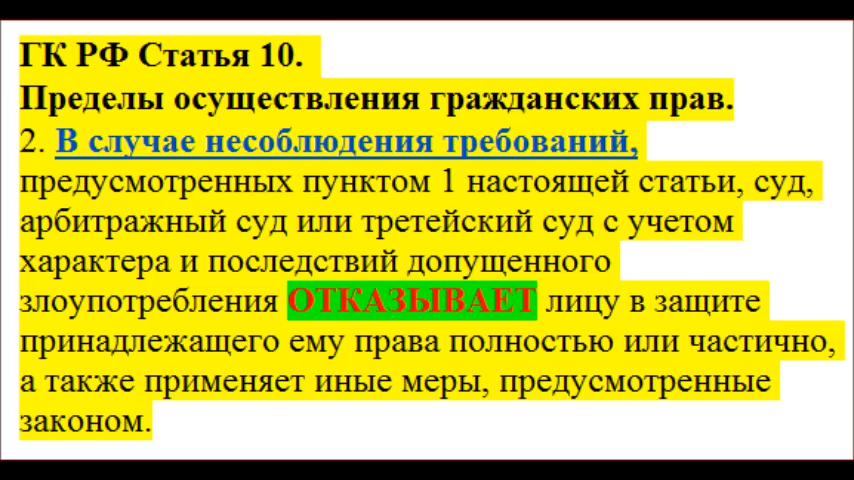 ГК РФ Статья 10.
Пределы осуществления гражданских прав.
2. В случае несоблюдения требований,
предусмотренных пунктом 1 настоящей статьи, суд,
арбитражный суд или третейский суд с учетом
характера и последствий допущенного
злоупотребления ОТКАЗЫВАЕТ лицу в защите
принадлежащего ему права полностью или частично,
а также применяет иные меры, предусмотренные
законом.